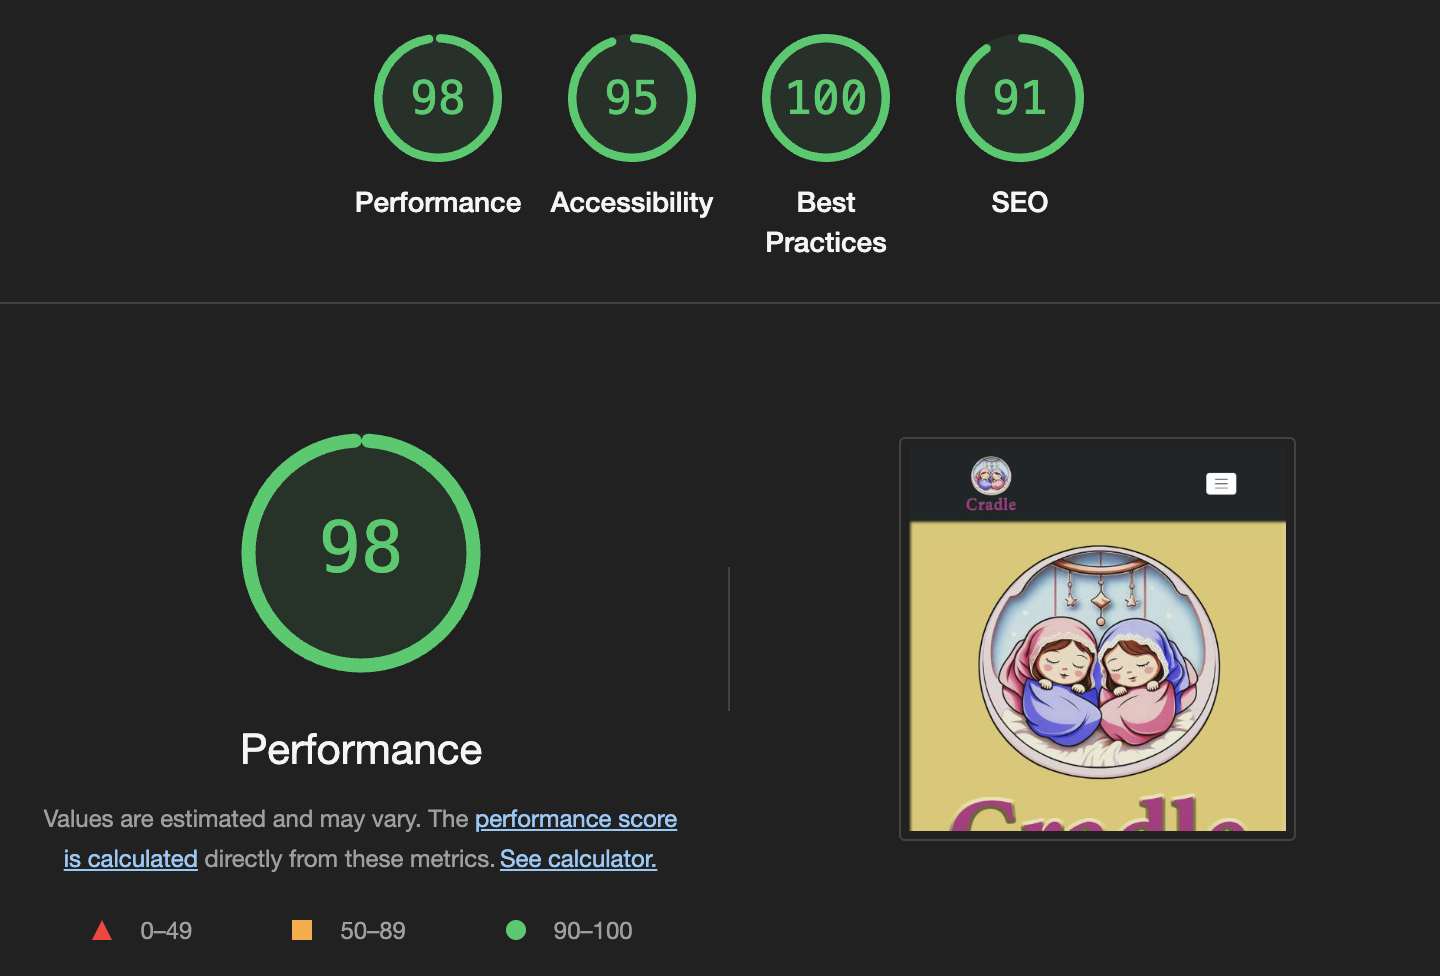 98
95
100
91
Performance
Accessibility
Best
Practices
SEO
98
Performance
Values are estimated and may vary. The performance score
is calculated directly from these metrics. See calculator.
0–49
50–89
90–100
Cradle
Cradle